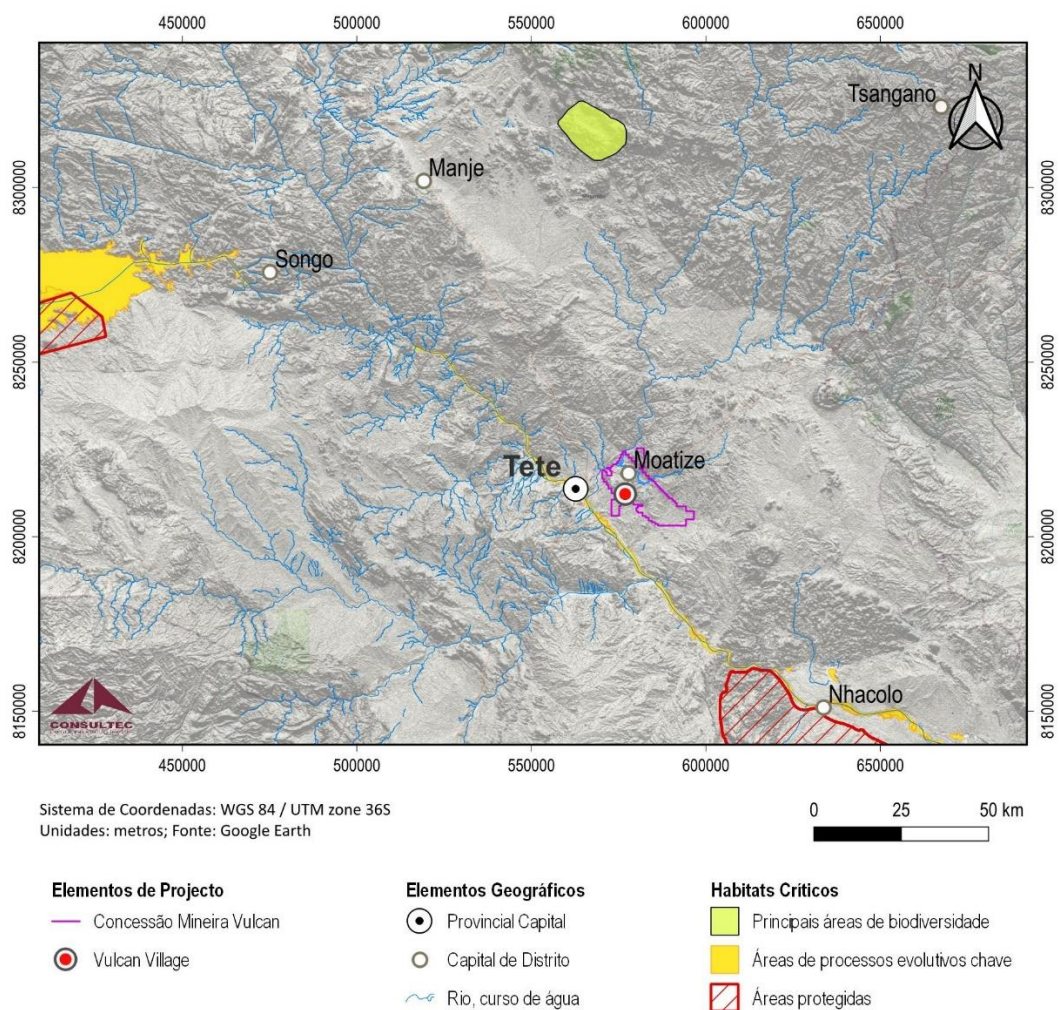 450000 500000 550000 600000 650000
N
Tsangano
Manje
8300000 8300000
Songo
8250000 8250000
Moatize
Tete
8200000 8200000
Nhacolo
8150000 8150000
CONSULTEC
450000 500000 550000 600000 650000
Sistema de Coordenadas: WGS 84 / UTM zone 36S
Unidades: metros; Fonte: Google Earth
0 25 50 km
Elementos de Projecto
Concessão Mineira Vulcan
Vulcan Village
Elementos Geográficos
Provincial Capital
Capital de Distrito
Rio, curso de água
Habitats Críticos
Principais áreas de biodiversidade
Áreas de processos evolutivos chave
Áreas protegidas